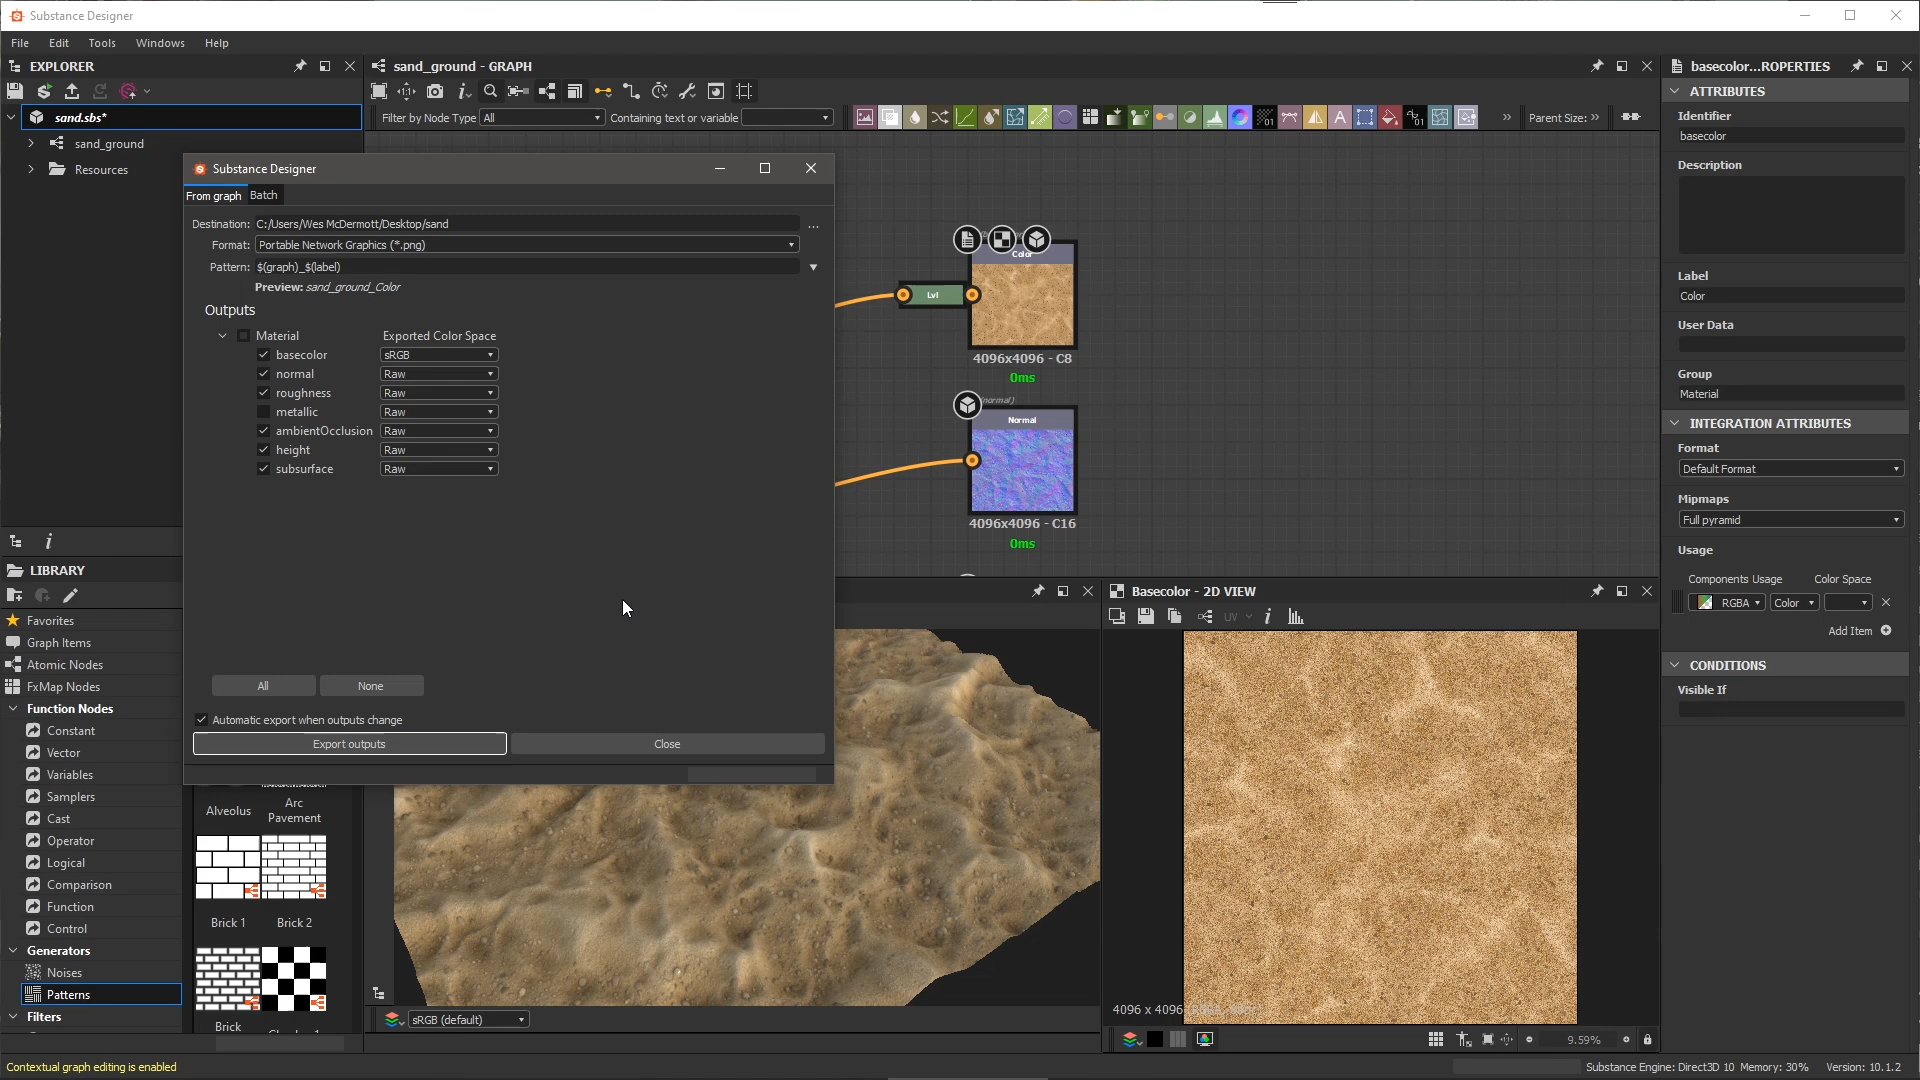 Substance Designer
File Edit Tools Windows Help
EXPLORER
sand.sbs*
sand_ground
Resources
sand_ground - GRAPH
Filter by Node Type All Containing text or variable
Parent Size: »
Substance Designer
From graph Batch
Destination: C:/Users/Wes McDermott/Desktop/sand ...
Format: Portable Network Graphics (*.png)
Pattern: $(graph)_$(label)
Preview: sand_ground_Color
Outputs
Material Exported Color Space
basecolor sRGB
normal Raw
roughness Raw
metallic Raw
ambientOcclusion Raw
height Raw
subsurface Raw
All None
Automatic export when outputs change
Export outputs Close
Color
Lvl
4096x4096 - C8
0ms
(normal)
Normal
4096x4096 - C16
0ms
LIBRARY
Favorites
Graph Items
Atomic Nodes
FxMap Nodes
Function Nodes
Constant
Vector
Variables
Samplers
Cast
Operator
Logical
Comparison
Function
Control
Generators
Noises
Patterns
Filters
Alveolus
Arc Pavement
Brick 1
Brick 2
Brick
sRGB (default)
Basecolor - 2D VIEW
UV
4096 x 4096
9.59%
basecolor...ROPERTIES
ATTRIBUTES
Identifier
basecolor
Description
Label
Color
User Data
Group
Material
INTEGRATION ATTRIBUTES
Format
Default Format
Mipmaps
Full pyramid
Usage
Components Usage Color Space
RGBA Color
Add Item
CONDITIONS
Visible If
Contextual graph editing is enabled
Substance Engine: Direct3D 10 Memory: 30% Version: 10.1.2